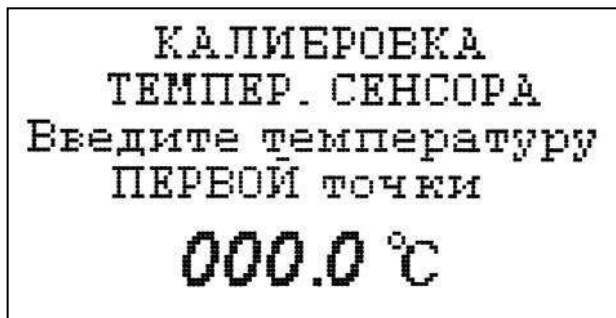 КАЛИБРОВКА
ТЕМПЕР. СЕНСОРА
Введите температуру
ПЕРВОЙ точки
000.0 °C